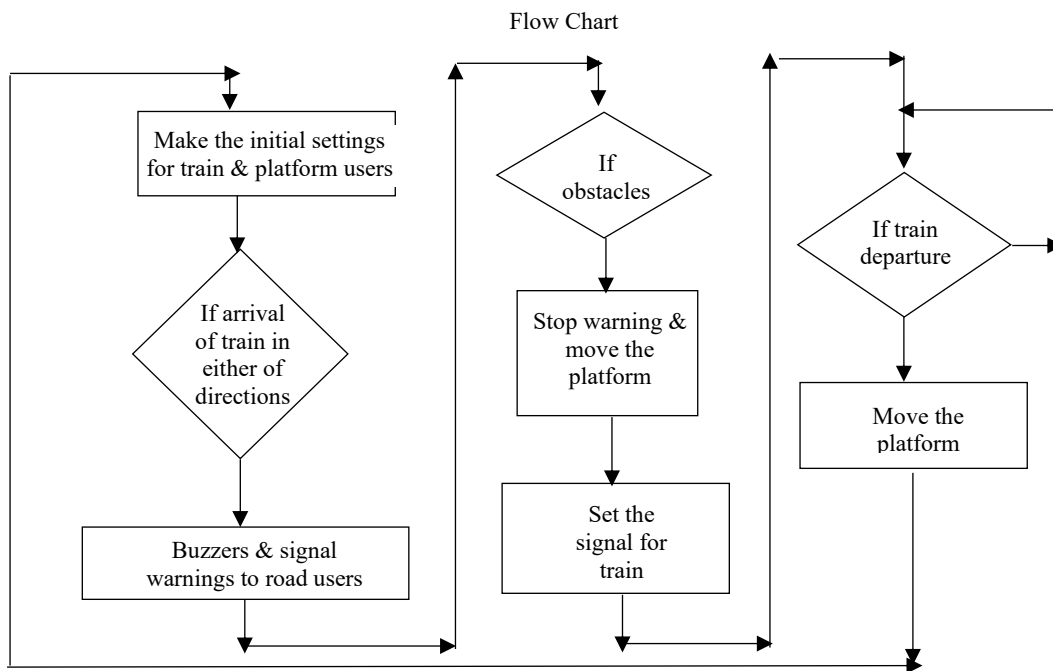 Flow Chart
Make the initial settings
for train & platform users
If arrival
of train in
either of
directions
Buzzers & signal
warnings to road users
If
obstacles
Stop warning &
move the
platform
Set the
signal for
train
If train
departure
Move the
platform